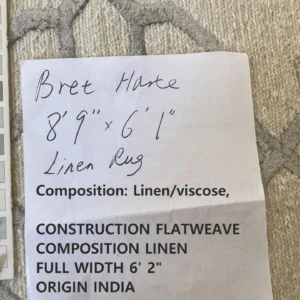 Bret Harte
8' 9" x 6' 1"
Linen Rug
Composition: Linen/viscose,
CONSTRUCTION FLATWEAVE
COMPOSITION LINEN
FULL WIDTH 6' 2"
ORIGIN INDIA